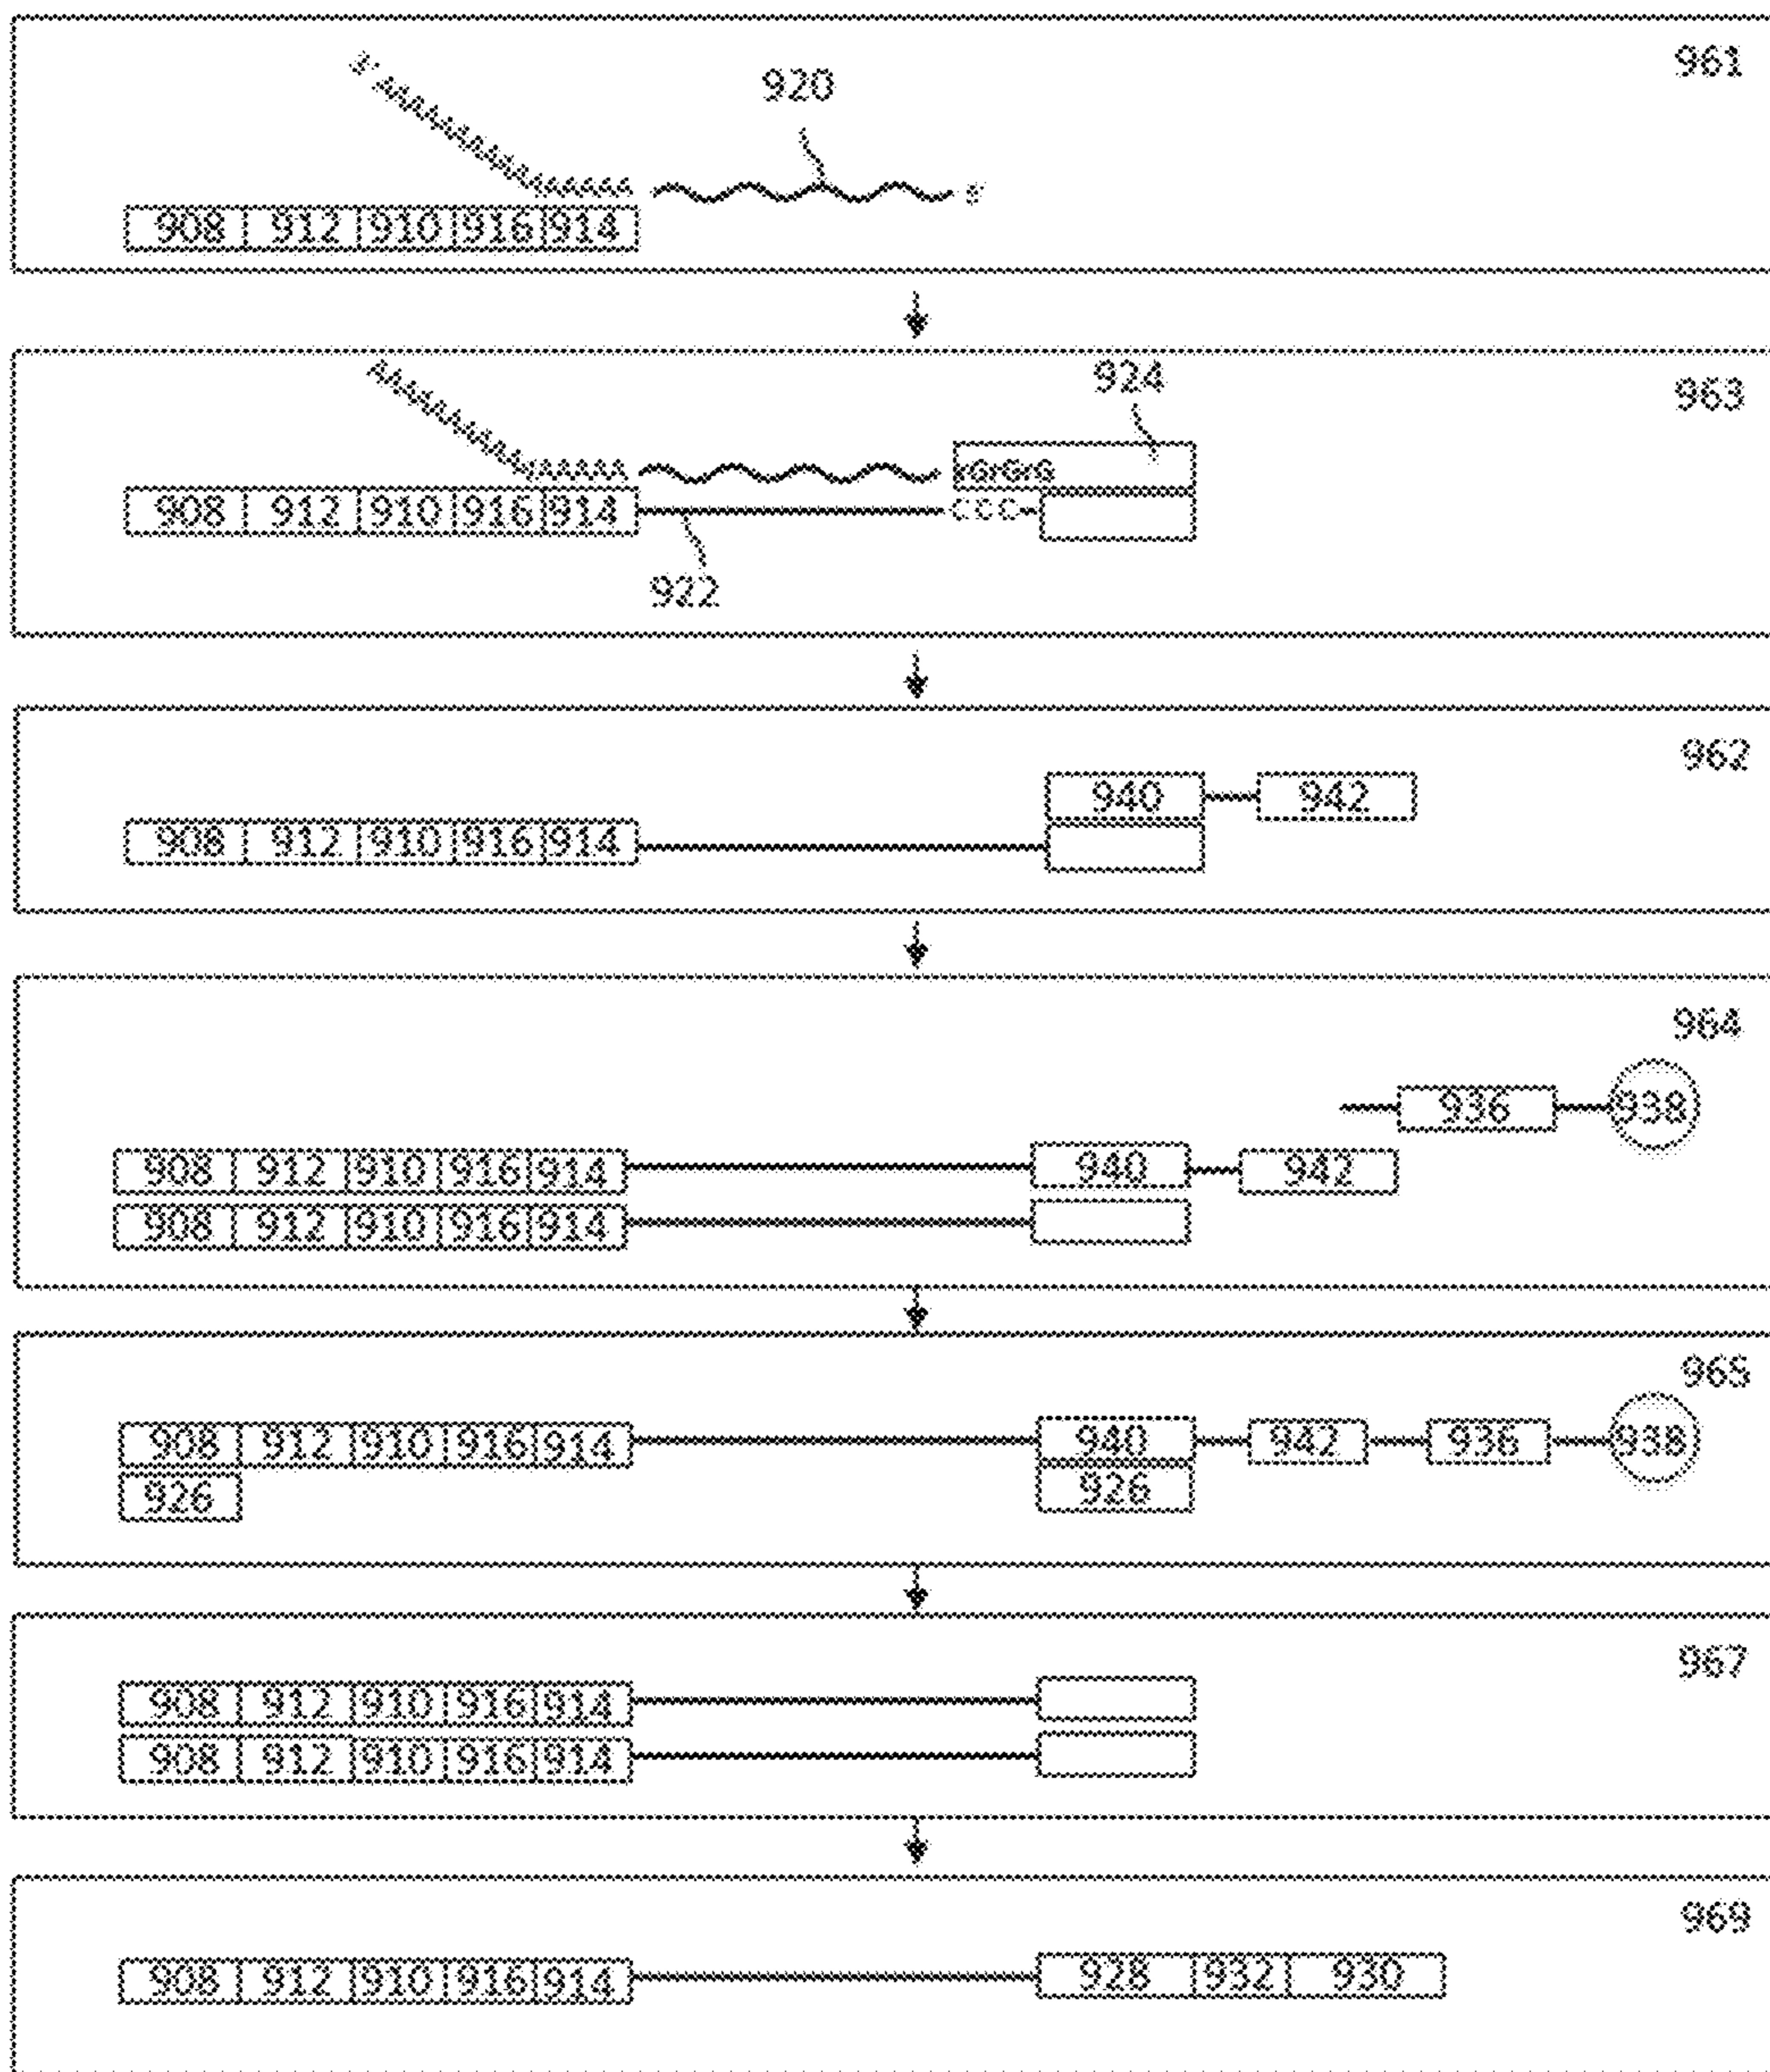 961
3' AAAAAAAAAAAAAAAAAAAA
920
5'
908 912 910 916 914
963
AAAAAAAAAAAAAAAAAA
924
rGrGrG
908 912 910 916 914 CCC
922
962
940 942
908 912 910 916 914
964
936 938
908 912 910 916 914 940 942
908 912 910 916 914
965
908 912 910 916 914 940 942 936 938
926 926
967
908 912 910 916 914
908 912 910 916 914
969
908 912 910 916 914 928 932 930